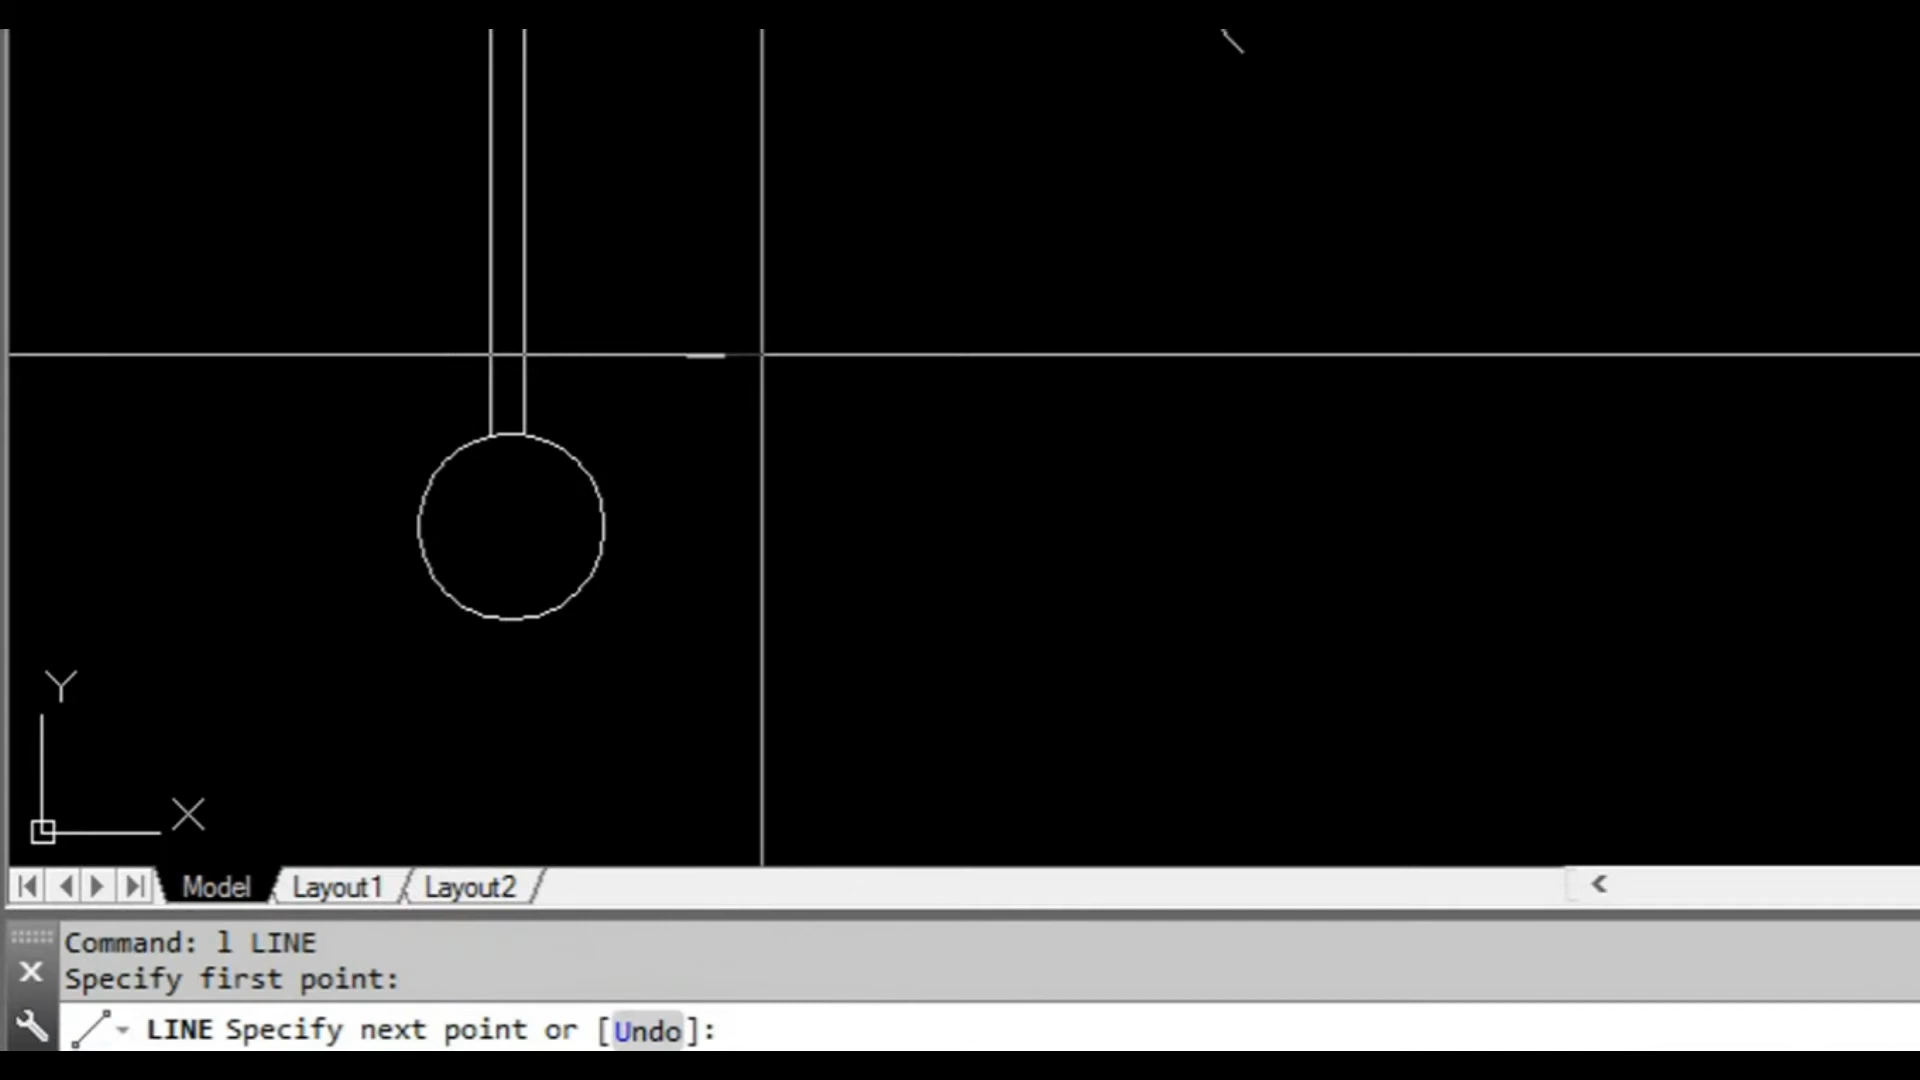 Y
X
Model Layout1 Layout2
Command: l LINE
Specify first point:
LINE Specify next point or [Undo]: